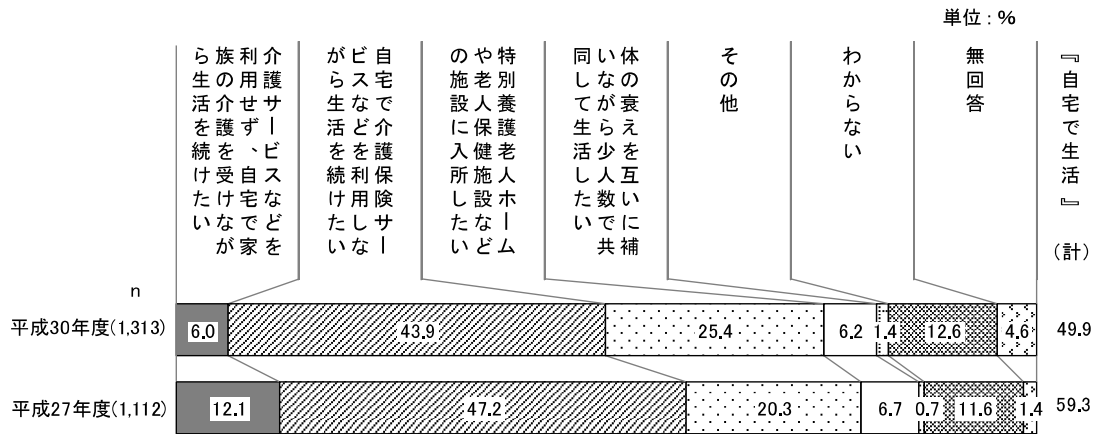 単位：%
介護サービスなどを
利用せず、自宅で家
族の介護を受けなが
ら生活を続けたい
自宅で介護保険サー
ビスなどを利用しな
がら生活を続けたい
特別養護老人ホーム
や老人保健施設など
の施設に入所したい
体の衰えを互いに補
いながら少人数で共
同して生活したい
その他
わからない
無回答
『自宅で生活』（計）
n
平成30年度(1,313)
6.0
43.9
25.4
6.2
1.4
12.6
4.6
49.9
平成27年度(1,112)
12.1
47.2
20.3
6.7
0.7
11.6
1.4
59.3